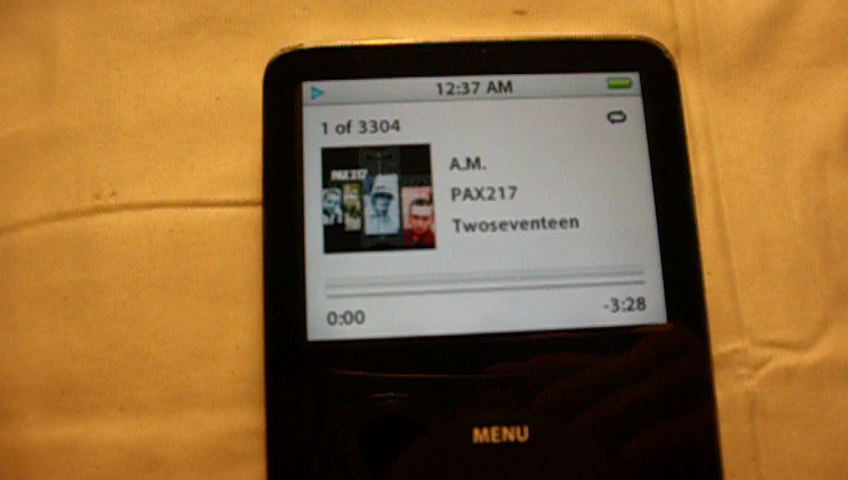 12:37 AM
1 of 3304
PAX217
A.M.
PAX217
Twoseventeen
0:00
-3:28
MENU